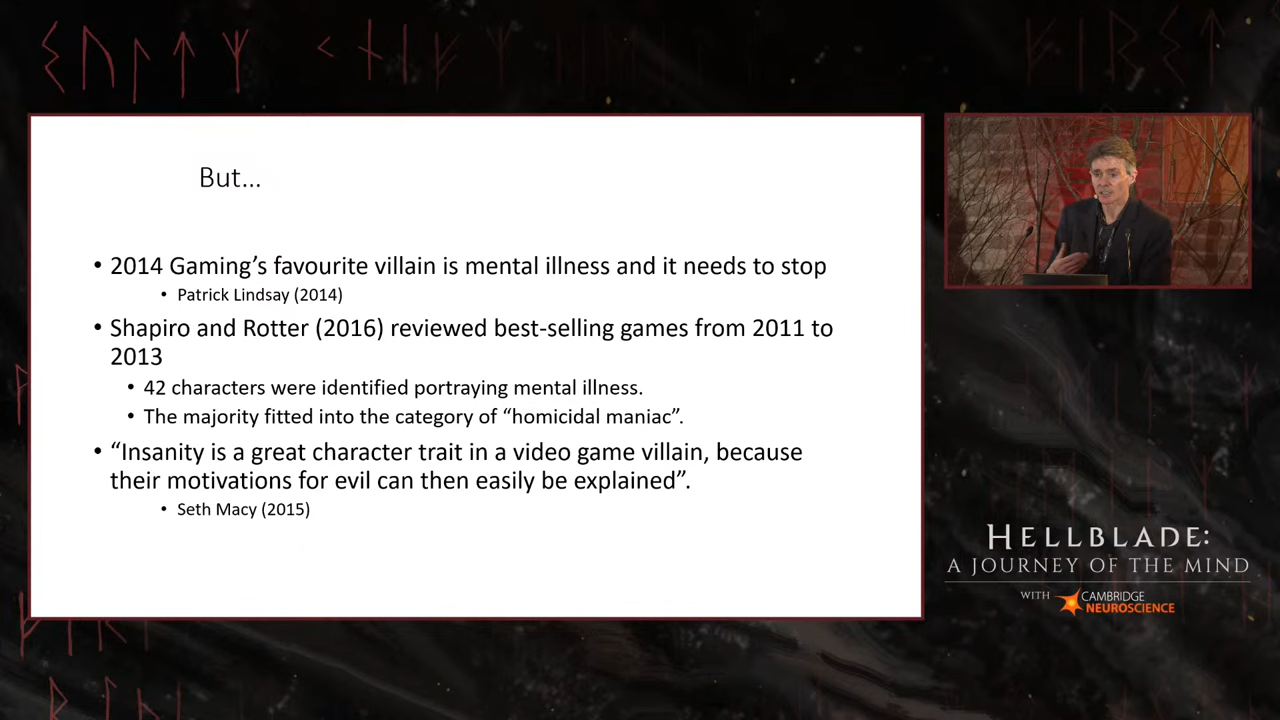 But...
• 2014 Gaming’s favourite villain is mental illness and it needs to stop
• Patrick Lindsay (2014)
• Shapiro and Rotter (2016) reviewed best-selling games from 2011 to
2013
• 42 characters were identified portraying mental illness.
• The majority fitted into the category of “homicidal maniac”.
• “Insanity is a great character trait in a video game villain, because
their motivations for evil can then easily be explained”.
• Seth Macy (2015)
HELLBLADE:
A JOURNEY OF THE MIND
WITH CAMBRIDGE
NEUROSCIENCE